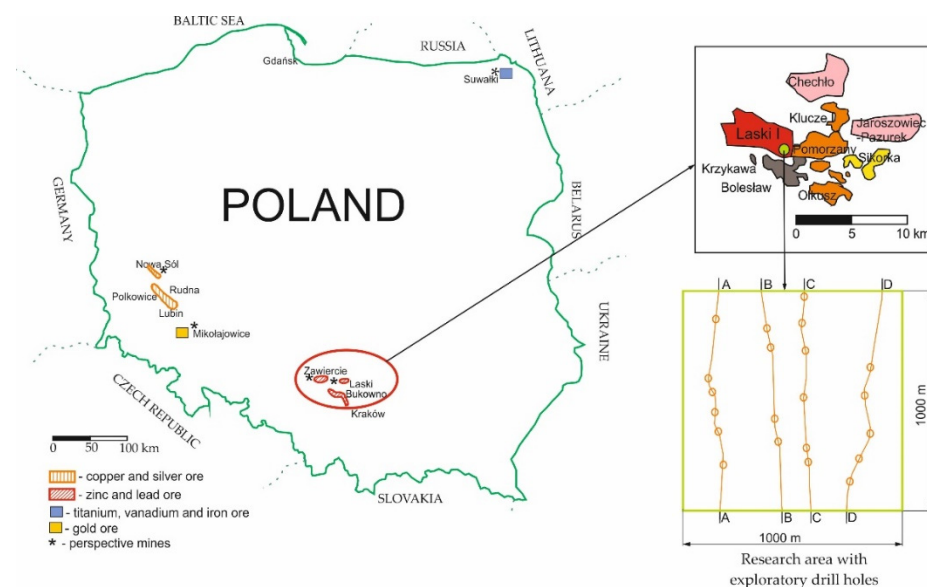 BALTIC SEA
Gdańsk
RUSSIA
LITHUANA
Suwałki
*
GERMANY
POLAND
BELARUS
Nowa Sól
*
Polkowice
Rudna
Lubin
*
Mikołajowice
UKRAINE
CZECH REPUBLIC
Zawiercie
*
*
Laski
Bukowno
Kraków
SLOVAKIA
0
50
100 km
- copper and silver ore
- zinc and lead ore
- titanium, vanadium and iron ore
- gold ore
* - perspective mines
Chechło
Klucze I
Jaroszowiec
-Pazurek
Laski I
Pomorzany
Sikorka
Krzykawa
Bolesław
Olkusz
0
5
10 km
A
B
C
D
1000 m
A
B
C
D
1000 m
Research area with
exploratory drill holes